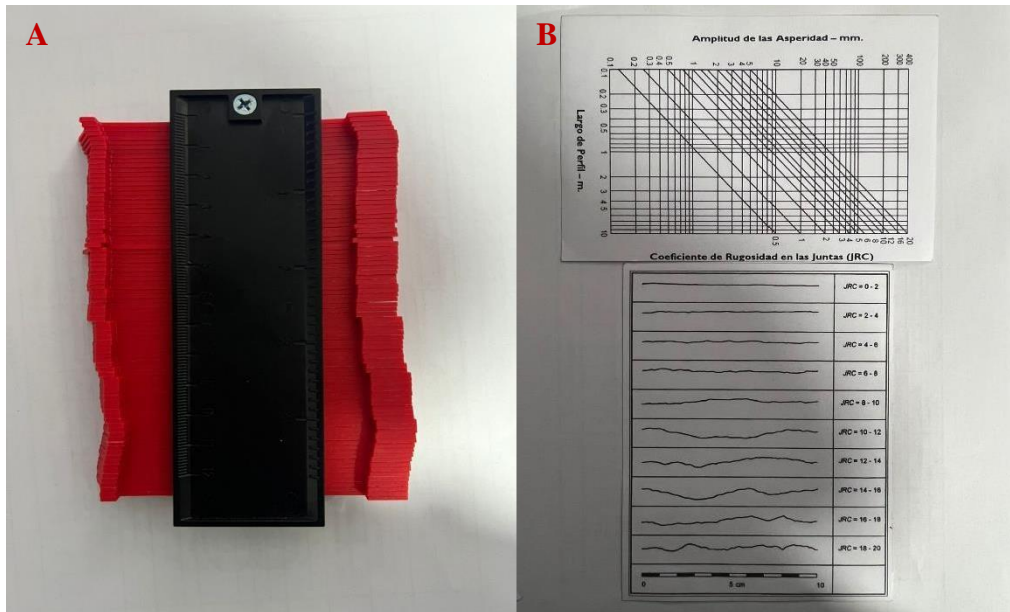 A
B
Amplitud de las Asperidad – mm.
0.1 0.2 0.3 0.4 0.5 1 2 3 4 5 10 20 30 40 50 100 200 300 400
Largo de Perfil – m.
0.1
0.2
0.3
0.5
1
2
3
4
5
10
0.5 1 2 3 4 5 6 8 10 12 16 20
Coeficiente de Rugosidad en las Juntas (JRC)
JRC = 0 - 2
JRC = 2 - 4
JRC = 4 - 6
JRC = 6 - 8
JRC = 8 - 10
JRC = 10 - 12
JRC = 12 - 14
JRC = 14 - 16
JRC = 16 - 18
JRC = 18 - 20
0 5 cm 10